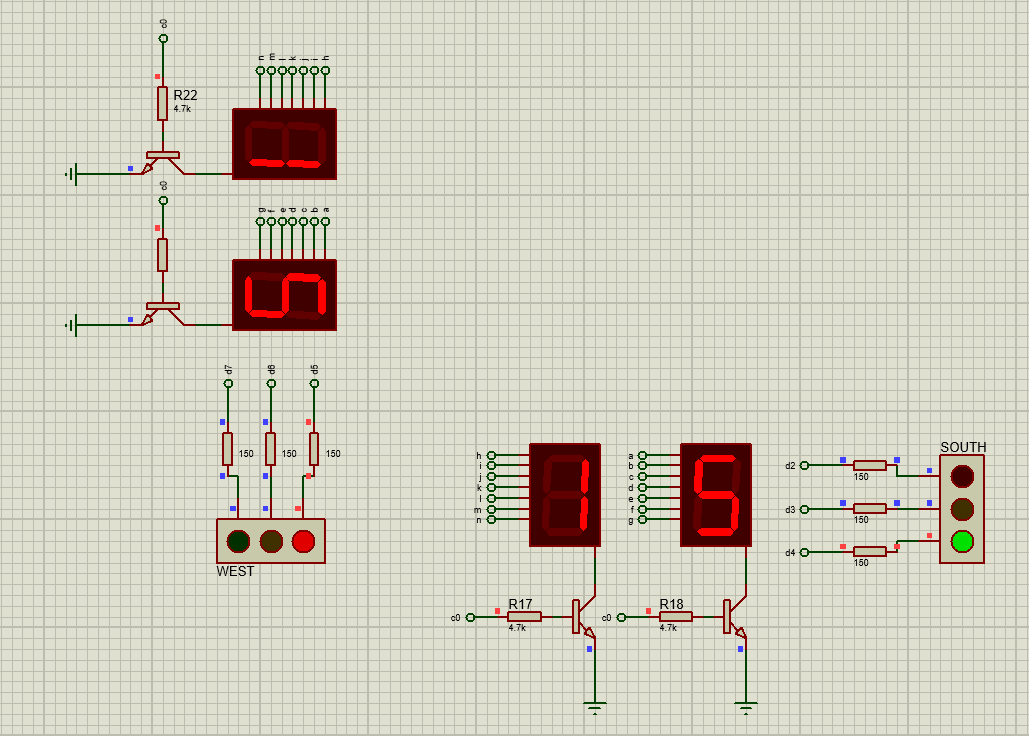 c0
R22
4.7k
n m l k j i h
c0
g f e d c b a
d7 d6 d5
150 150 150
WEST
h
i
j
k
l
m
n
15
a
b
c
d
e
f
g
SOUTH
d2
150
d3
150
d4
150
c0
R17
4.7k
c0
R18
4.7k